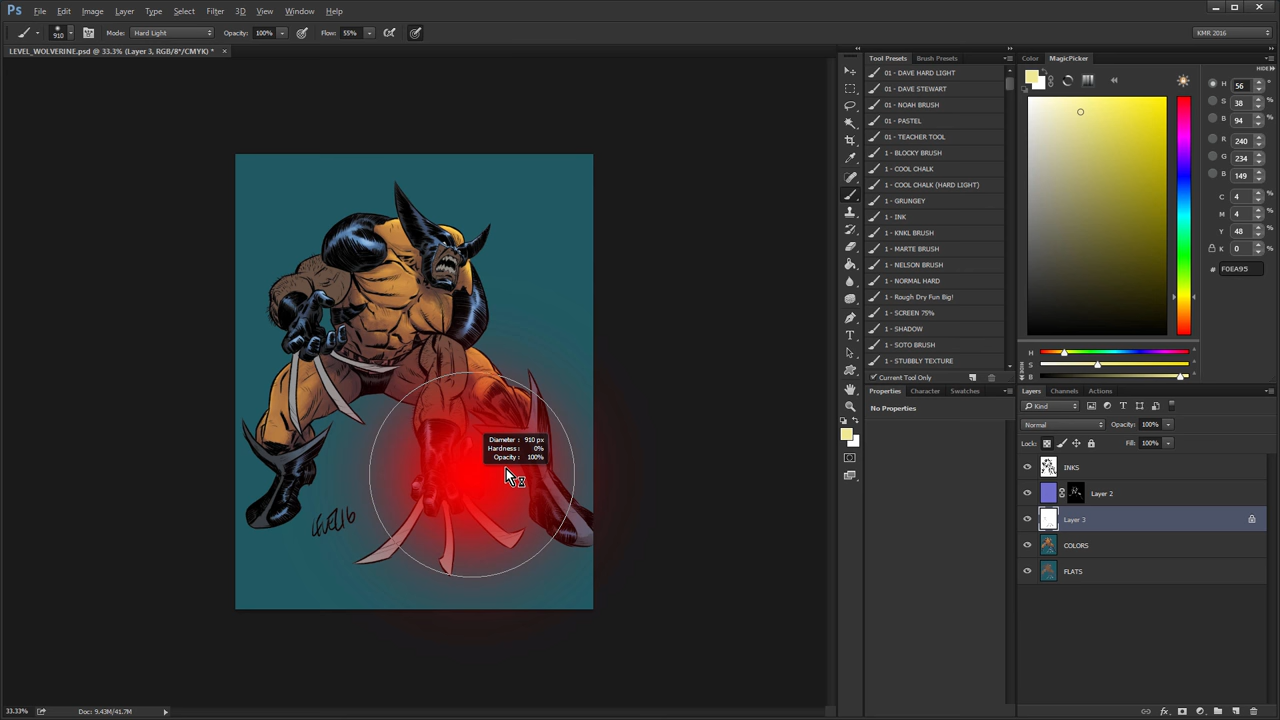 Ps File Edit Image Layer Type Select Filter 3D View Window Help
910 Mode: Hard Light Opacity: 100% Flow: 55% KMR 2016
LEVEL_WOLVERINE.psd @ 33.3% (Layer 3, RGB/8*/CMYK) * ×
Tool Presets Brush Presets
01 - DAVE HARD LIGHT
01 - DAVE STEWART
01 - NOAH BRUSH
01 - PASTEL
01 - TEACHER TOOL
1 - BLOCKY BRUSH
1 - COOL CHALK
1 - COOL CHALK (HARD LIGHT)
1 - GRUNGEY
1 - INK
1 - KNKL BRUSH
1 - MARTE BRUSH
1 - NELSON BRUSH
1 - NORMAL HARD
1 - Rough Dry Fun Big!
1 - SCREEN 75%
1 - SHADOW
1 - SOTO BRUSH
1 - STUBBLY TEXTURE
Current Tool Only
Properties Character Swatches
No Properties
Color MagicPicker
HIDE
H 56 °
S 38 %
B 94 %
R 240
G 234
B 149
C 4 %
M 4 %
Y 48 %
K 0 %
# F0EA95
H
S
B
Layers Channels Actions
Kind
Normal Opacity: 100%
Lock: Fill: 100%
INKS
Layer 2
Layer 3
COLORS
FLATS
Diameter : 910 px
Hardness : 0%
Opacity : 100%
LEVEL16
33.33% Doc: 9.43M/41.7M